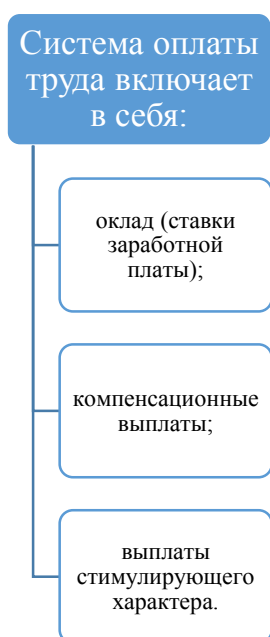 Система оплаты
труда включает
в себя:
оклад (ставки
заработной
платы);
компенсационные
выплаты;
выплаты
стимулирующего
характера.